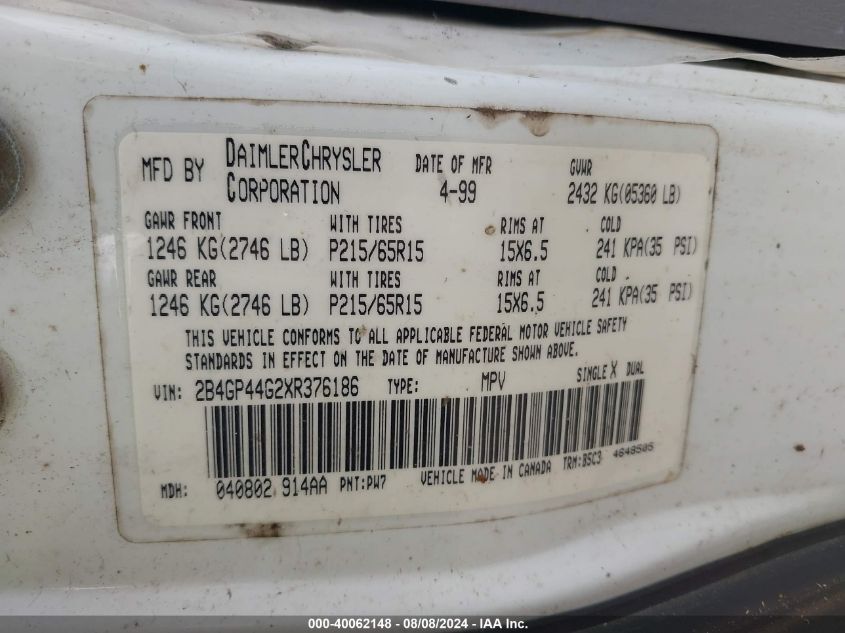 MFD BY DAIMLERCHRYSLER CORPORATION DATE OF MFR 4-99 GVWR 2432 KG(05360 LB)
GAWR FRONT WITH TIRES RIMS AT COLD
1246 KG(2746 LB) P215/65R15 15X6.5 241 KPA(35 PSI)
GAWR REAR WITH TIRES RIMS AT COLD
1246 KG(2746 LB) P215/65R15 15X6.5 241 KPA(35 PSI)
THIS VEHICLE CONFORMS TO ALL APPLICABLE FEDERAL MOTOR VEHICLE SAFETY
STANDARDS IN EFFECT ON THE DATE OF MANUFACTURE SHOWN ABOVE.
VIN: 2B4GP44G2XR376186 TYPE: MPV SINGLE X DUAL
MDH: 040802 914AA PNT:PW7 VEHICLE MADE IN CANADA TRM:B5C3 4648505
000-40062148 - 08/08/2024 - IAA Inc.